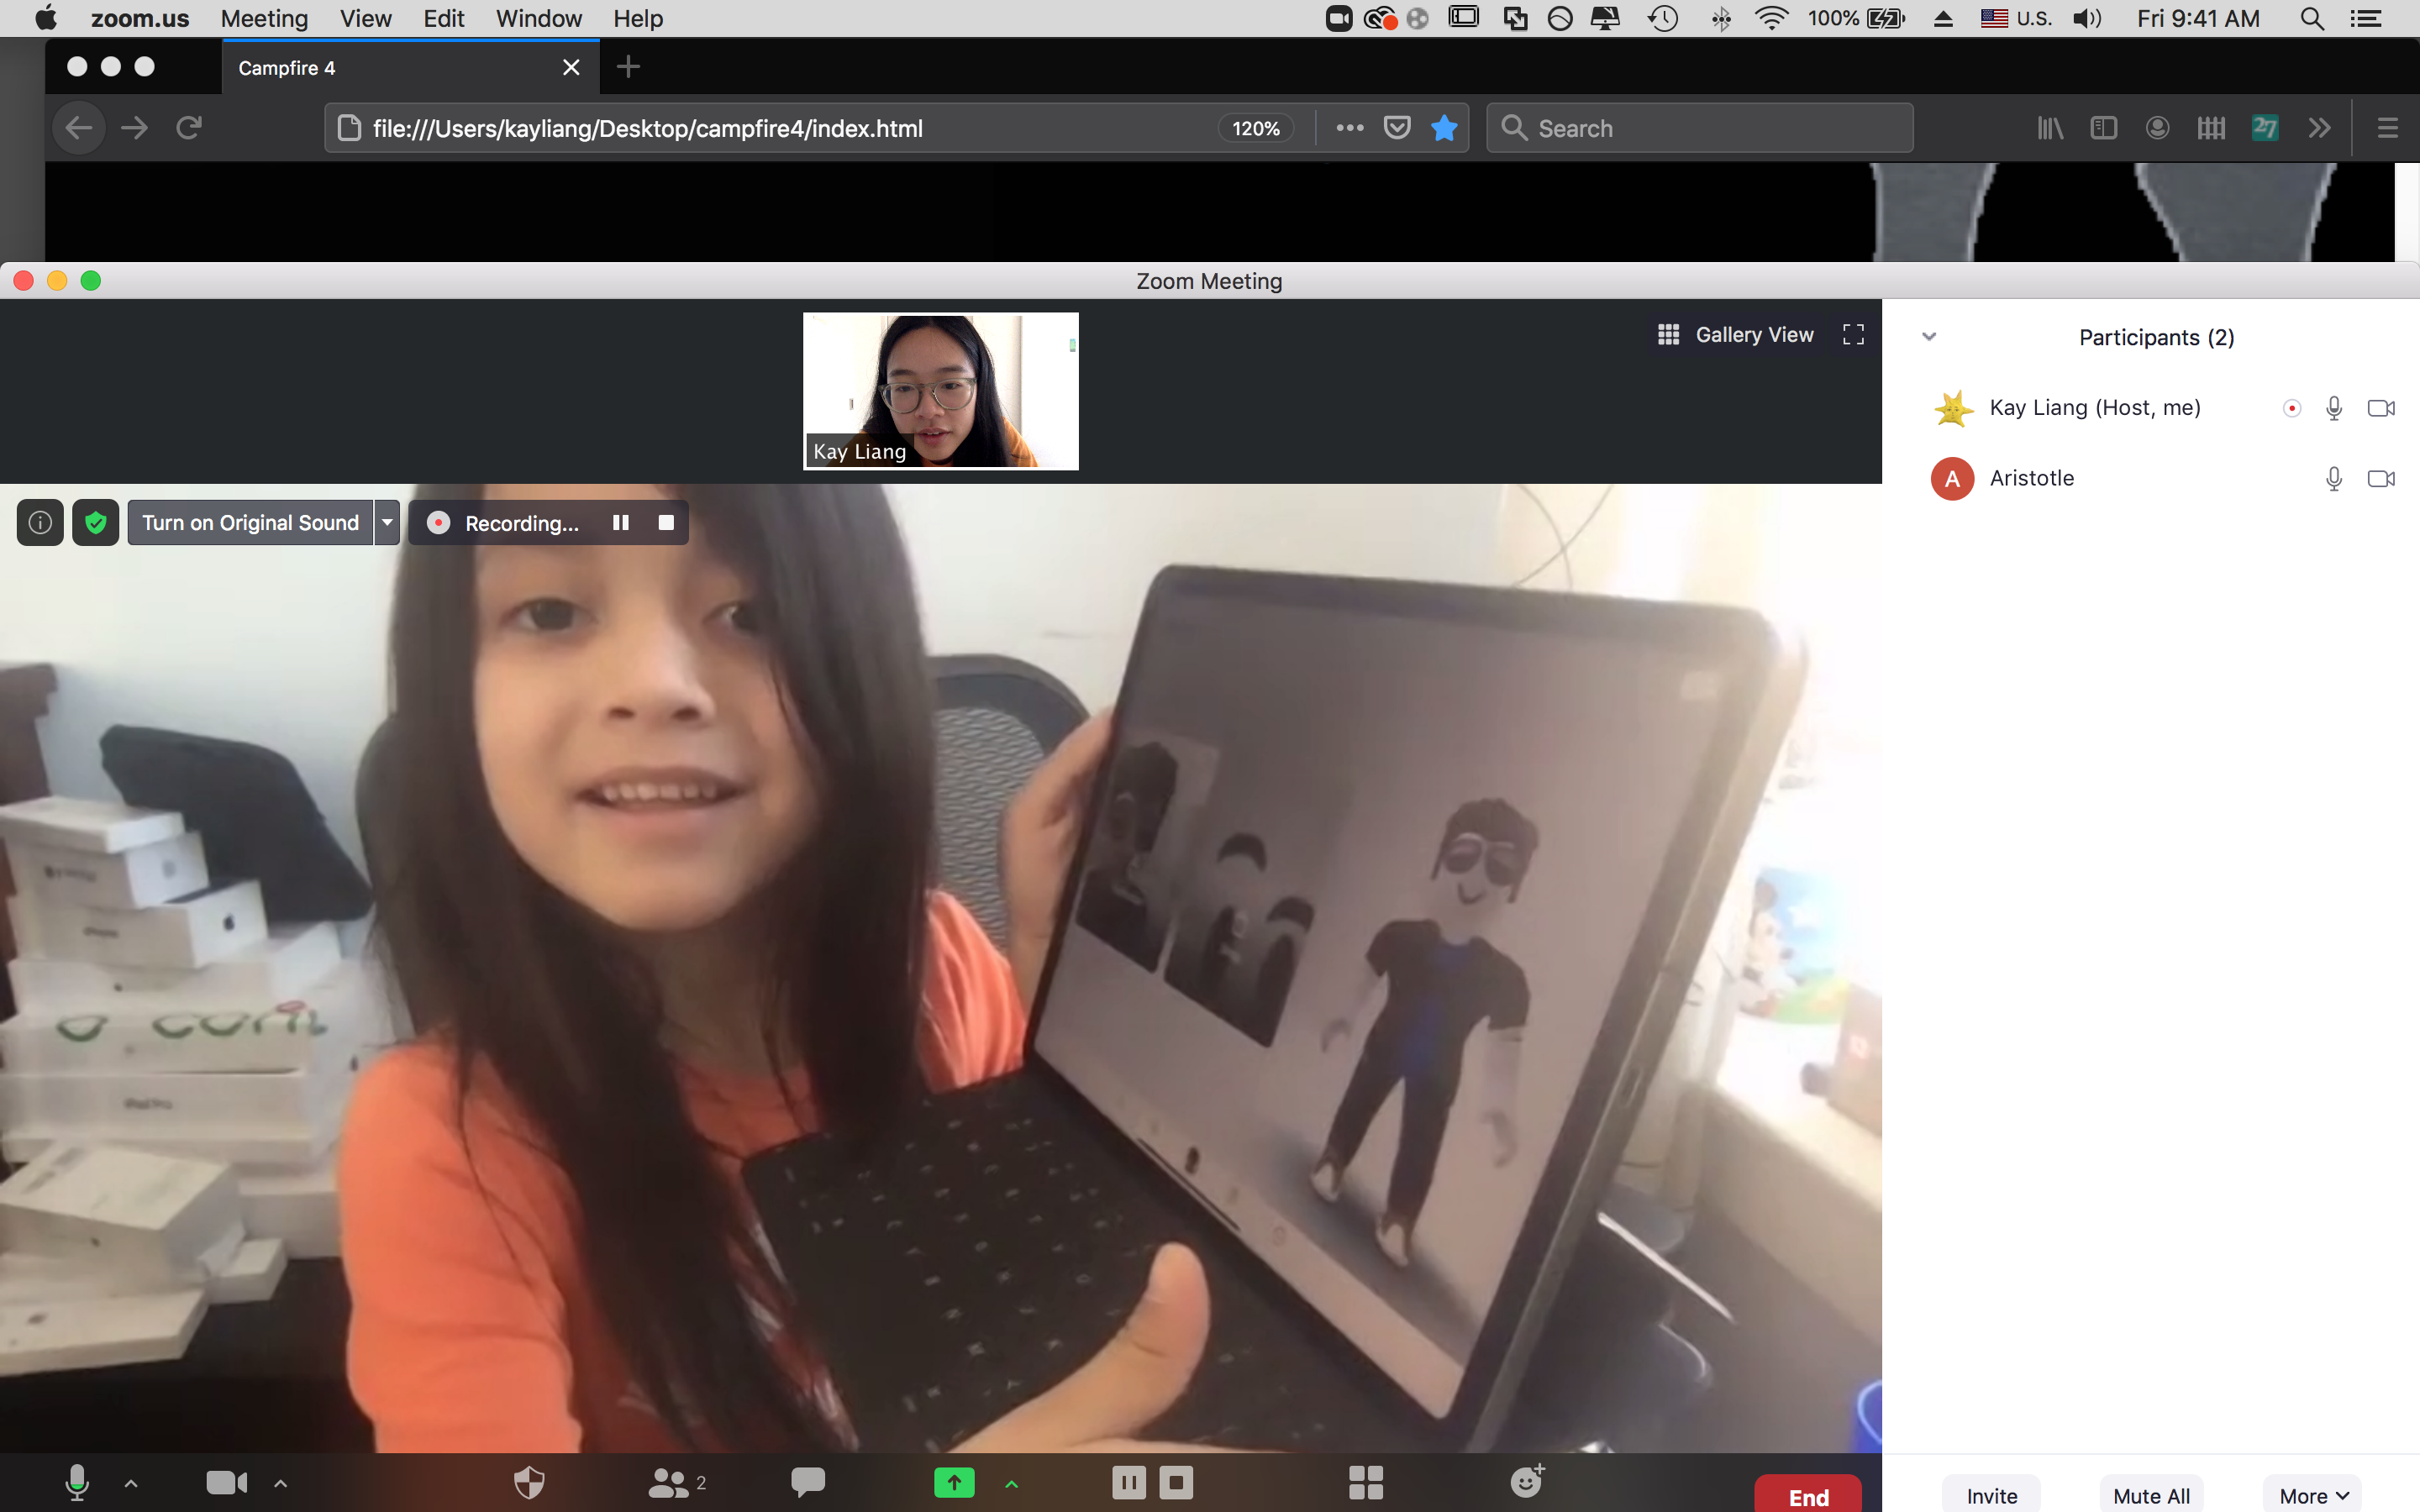 zoom.us Meeting View Edit Window Help 100% U.S. Fri 9:41 AM
Campfire 4
file:///Users/kayliang/Desktop/campfire4/index.html 120% Search 27
Zoom Meeting
Gallery View
Participants (2)
Kay Liang
Kay Liang (Host, me)
A Aristotle
Turn on Original Sound Recording...
2
End
Invite Mute All More